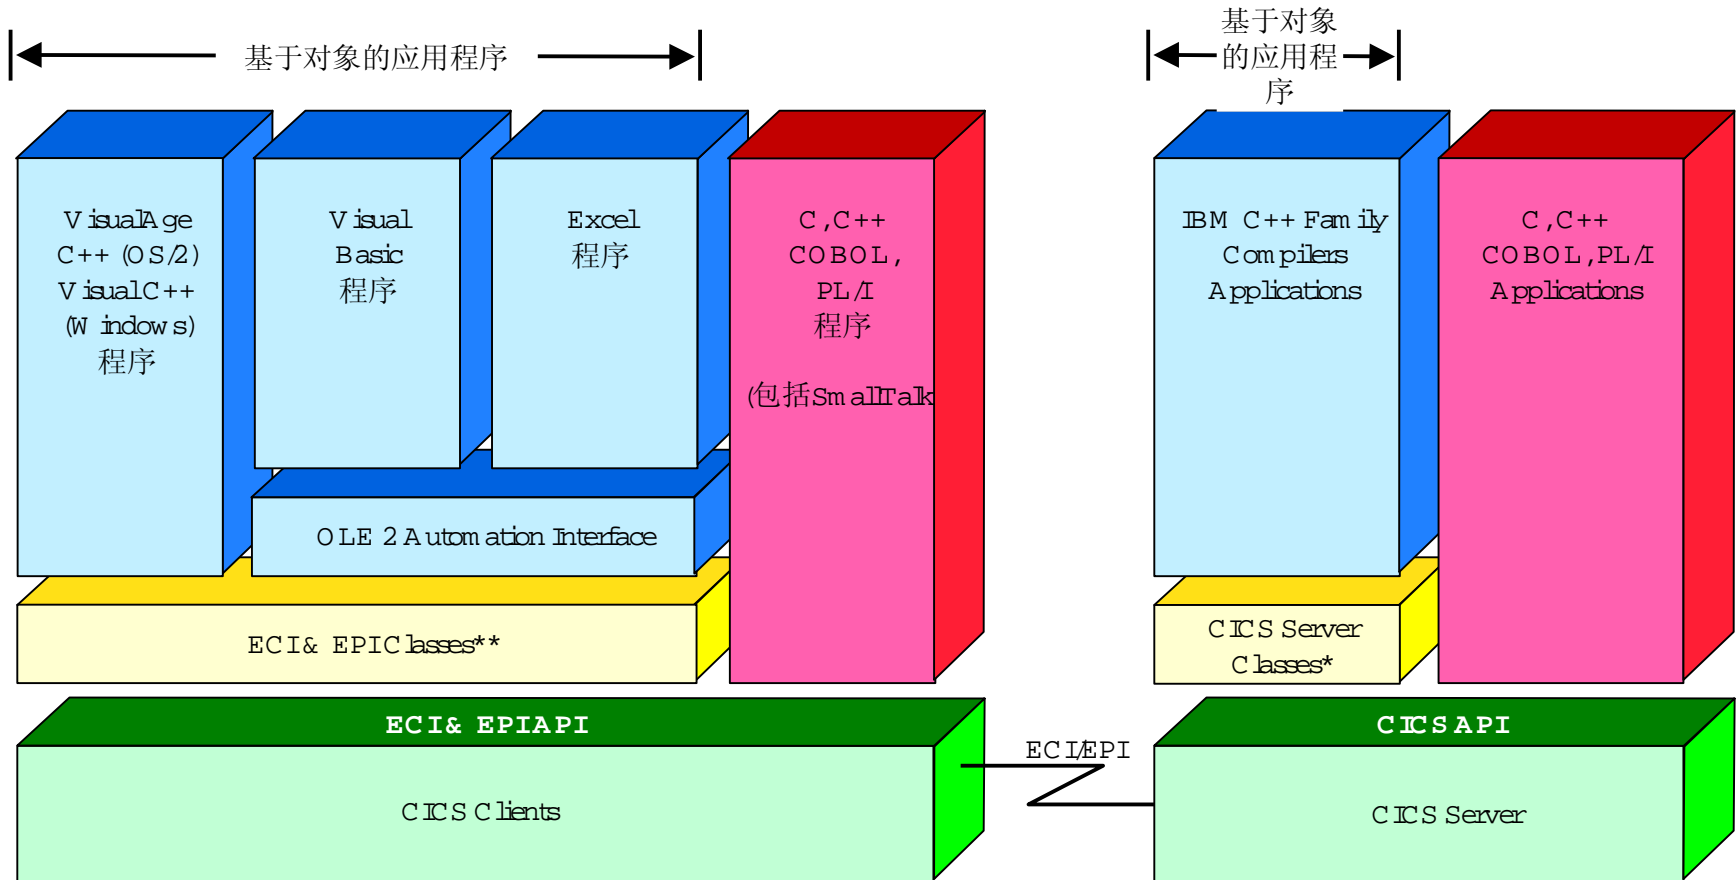 基于对象的应用程序
VisualAge
C++ (OS/2)
Visual C++
(Windows)
程序
Visual
Basic
程序
Excel
程序
C,C++
COBOL,
PL/I
程序
(包括SmallTalk
OLE 2 Automation Interface
ECI & EPI Classes**
ECI & EPI API
CICS Clients
ECI/EPI
基于对象
的应用程
序
IBM C++ Family
Compilers
Applications
C,C++
COBOL,PL/I
Applications
CICS Server
Classes*
CICS API
CICS Server